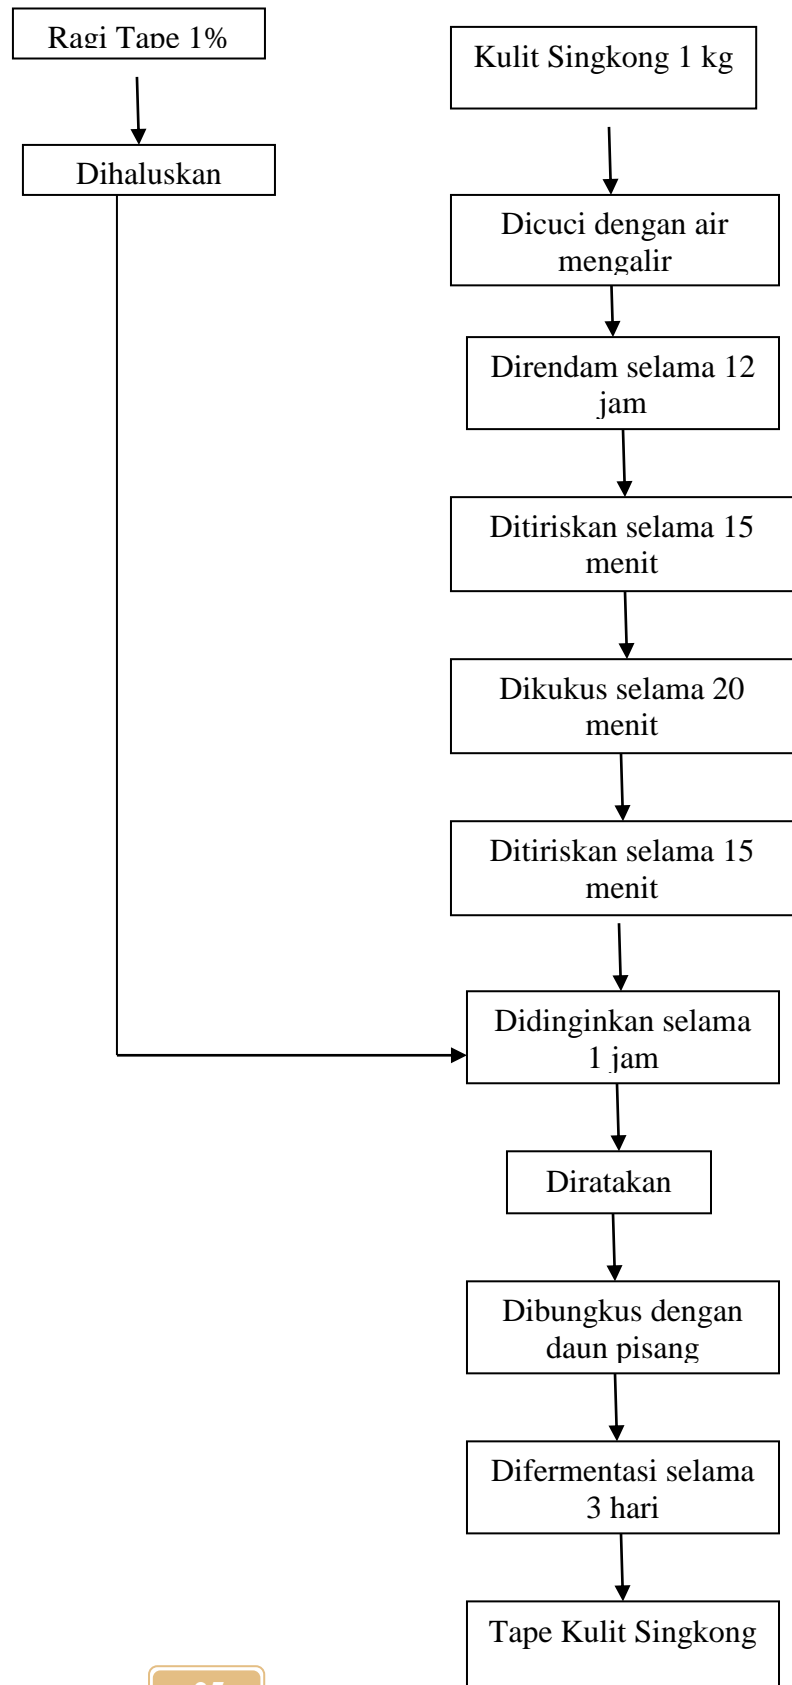 Ragi Tape 1%
Kulit Singkong 1 kg
Dihaluskan
Dicuci dengan air
mengalir
Direndam selama 12
jam
Ditiriskan selama 15
menit
Dikukus selama 20
menit
Ditiriskan selama 15
menit
Didinginkan selama
1 jam
Diratakan
Dibungkus dengan
daun pisang
Difermentasi selama
3 hari
Tape Kulit Singkong